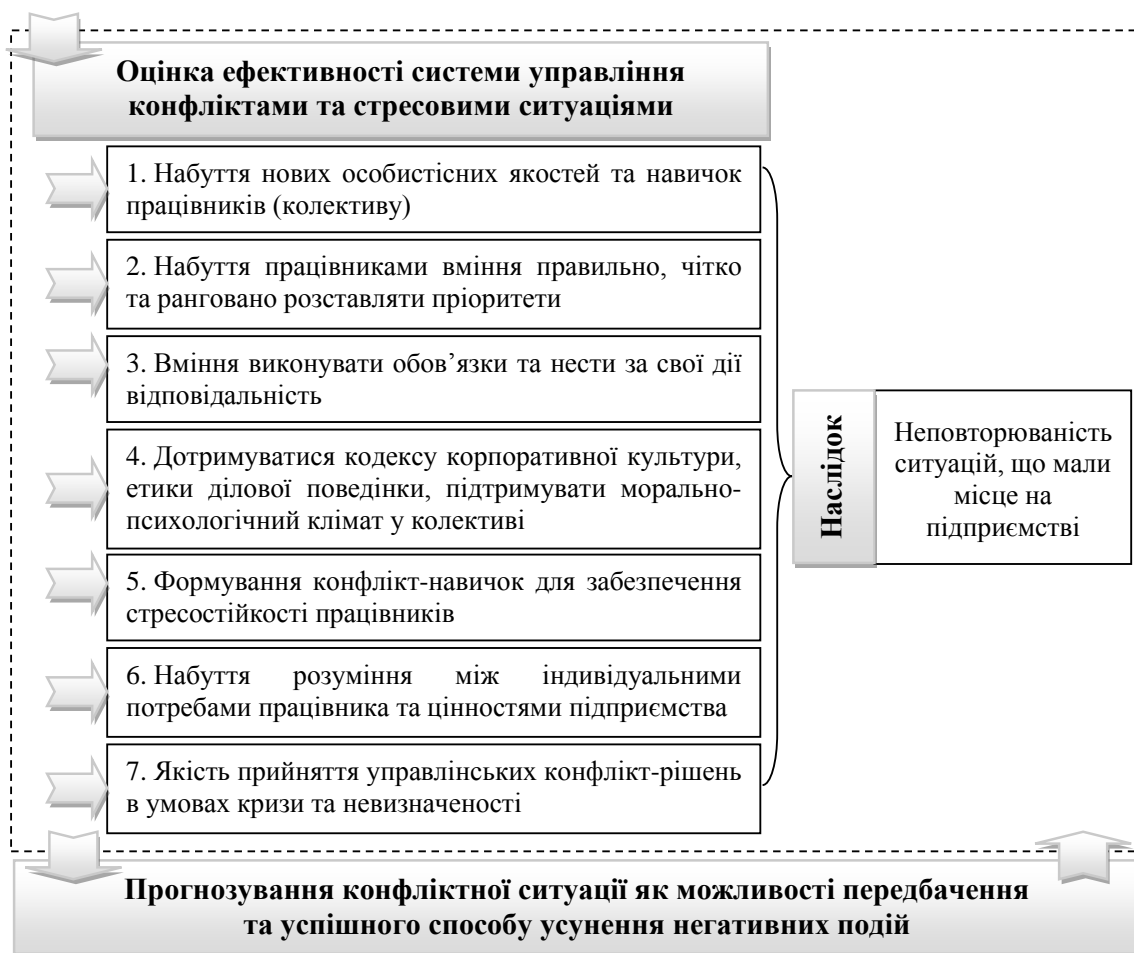 Оцінка ефективності системи управління
конфліктами та стресовими ситуаціями
1. Набуття нових особистісних якостей та навичок
працівників (колективу)
2. Набуття працівниками вміння правильно, чітко
та ранговано розставляти пріоритети
3. Вміння виконувати обов’язки та нести за свої дії
відповідальність
4. Дотримуватися кодексу корпоративної культури,
етики ділової поведінки, підтримувати морально-
психологічний клімат у колективі
5. Формування конфлікт-навичок для забезпечення
стресостійкості працівників
6. Набуття розуміння між індивідуальними
потребами працівника та цінностями підприємства
7. Якість прийняття управлінських конфлікт-рішень
в умовах кризи та невизначеності
Наслідок
Неповторюваність
ситуацій, що мали
місце на
підприємстві
Прогнозування конфліктної ситуації як можливості передбачення
та успішного способу усунення негативних подій